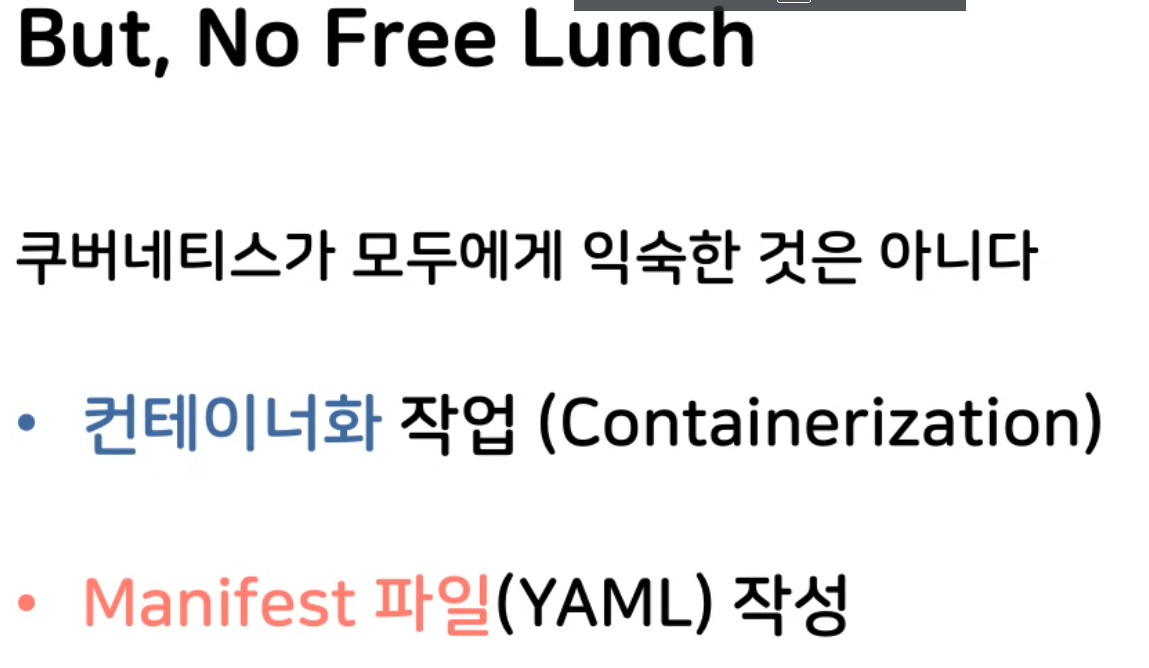 But, No Free Lunch
쿠버네티스가 모두에게 익숙한 것은 아니다
• 컨테이너화 작업 (Containerization)
• Manifest 파일(YAML) 작성